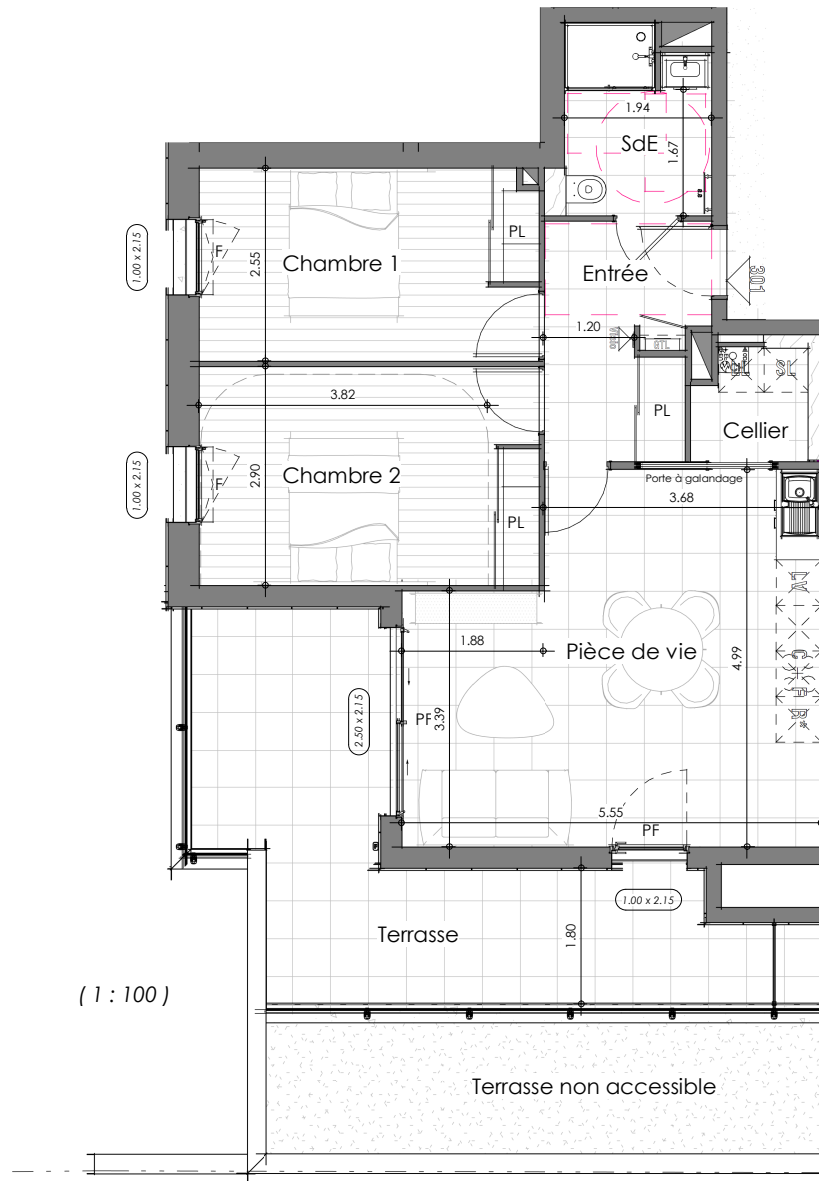 1.94
SdE
1.67
PL
1.00 x 2.15
F
2.55
Chambre 1
Entrée
301
1.20
ETL
3.82
PL
Cellier
1.00 x 2.15
F
2.90
Chambre 2
PL
Porte à galandage
3.68
LV
1.88
Pièce de vie
4.99
2.50 x 2.15
PF
3.39
5.55
PF
1.00 x 2.15
Terrasse
1.80
( 1 : 100 )
Terrasse non accessible